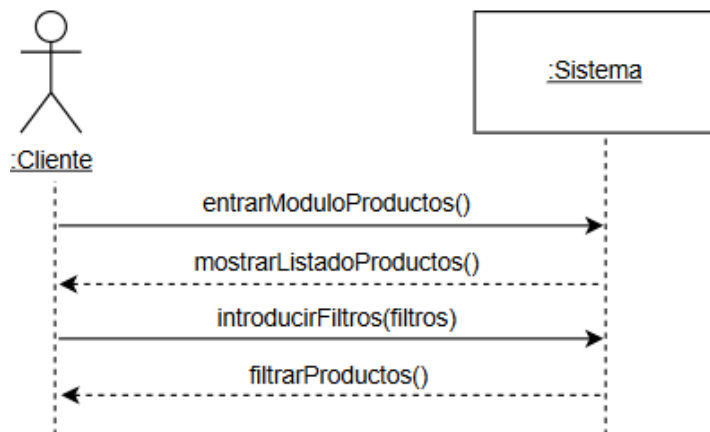 :Sistema
:Cliente
entrarModuloProductos()
mostrarListadoProductos()
introducirFiltros(filtros)
filtrarProductos()